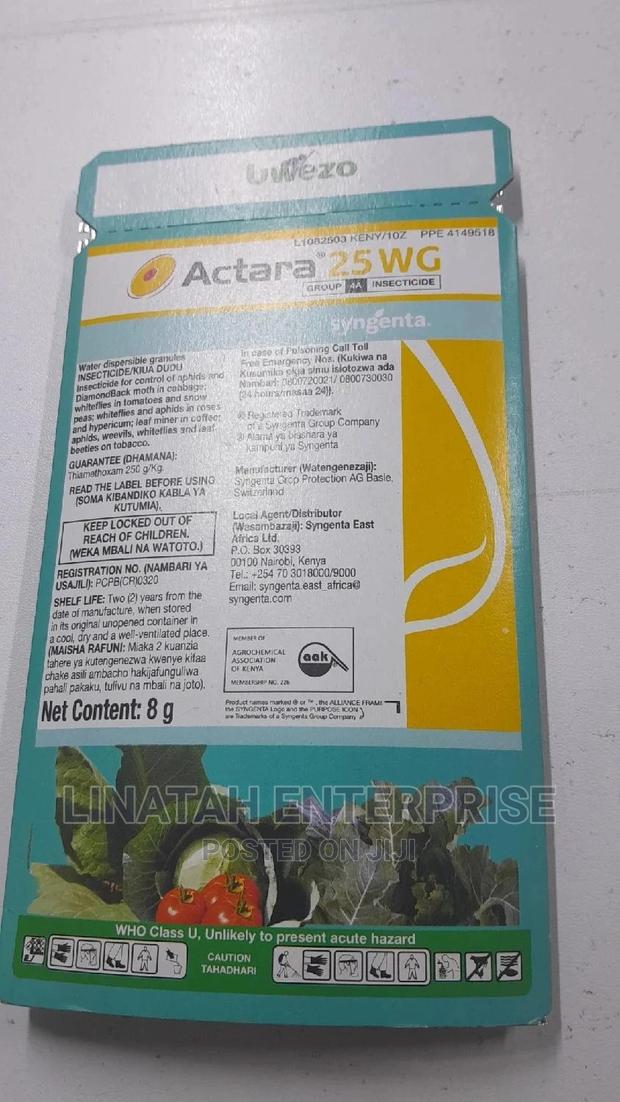 uwezo
L1082503 KENY/10Z PPE 4149518
Actara® 25 WG
GROUP 4A INSECTICIDE
syngenta®
Water dispersible granules
INSECTICIDE/KIUA DUDU
Insecticide for control of aphids and
DiamondBack moth in cabbage;
whiteflies in tomatoes and snow
peas; whiteflies and aphids in roses
and hypericum; leaf miner in coffee;
aphids, weevils, whiteflies and leaf
beetles on tobacco.
GUARANTEE (DHAMANA):
Thiamethoxam 250 g/Kg.
READ THE LABEL BEFORE USING
(SOMA KIBANDIKO KABLA YA
KUTUMIA).
KEEP LOCKED OUT OF
REACH OF CHILDREN.
(WEKA MBALI NA WATOTO.)
REGISTRATION NO. (NAMBARI YA
USAJILI): PCPB(CR)0320
SHELF LIFE: Two (2) years from the
date of manufacture, when stored
in its original unopened container in
a cool, dry and a well-ventilated place.
(MAISHA RAFUNI: Miaka 2 kuanzia
tahere ya kutengenezwa kwenye kifaa
chake asili ambacho hakijafunguliwa
pahali pakaku, tufivu na mbali na joto).
Net Content: 8 g
In case of Poisoning Call Toll
Free Emergency Nos. (Kukiwa na
Kusumika piga simu isiotozwa ada
Nambari: 0800720021/ 0800730030
(24 hours/masaa 24)).
® Registered Trademark
of a Syngenta Group Company
® Alama ya biashara ya
kampuni ya Syngenta
Manufacturer (Watengenezaji):
Syngenta Crop Protection AG Basle,
Switzerland
Local Agent/Distributor
(Wasambazaji): Syngenta East
Africa Ltd.
P.O. Box 30393
00100 Nairobi, Kenya
Tel.: +254 70 3018000/9000
Email: syngenta.east_africa@
syngenta.com
MEMBER OF
AGROCHEMICAL
ASSOCIATION
OF KENYA
MEMBERSHIP NO. 226
aak
Product names marked ® or ™, the ALLIANCE FRAME
the SYNGENTA Logo and the PURPOSE ICON
are Trademarks of a Syngenta Group Company
LINATAH ENTERPRISE
POSTED ON JIJI
WHO Class U, Unlikely to present acute hazard
CAUTION
TAHADHARI